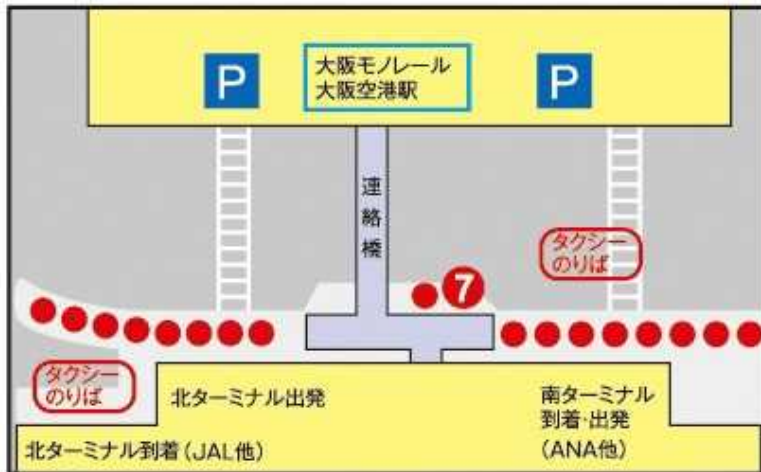 P
大阪モノレール
大阪空港駅
P
連絡橋
タクシー
のりば
7
タクシー
のりば
北ターミナル出発
南ターミナル
到着・出発
(ANA他)
北ターミナル到着(JAL他)